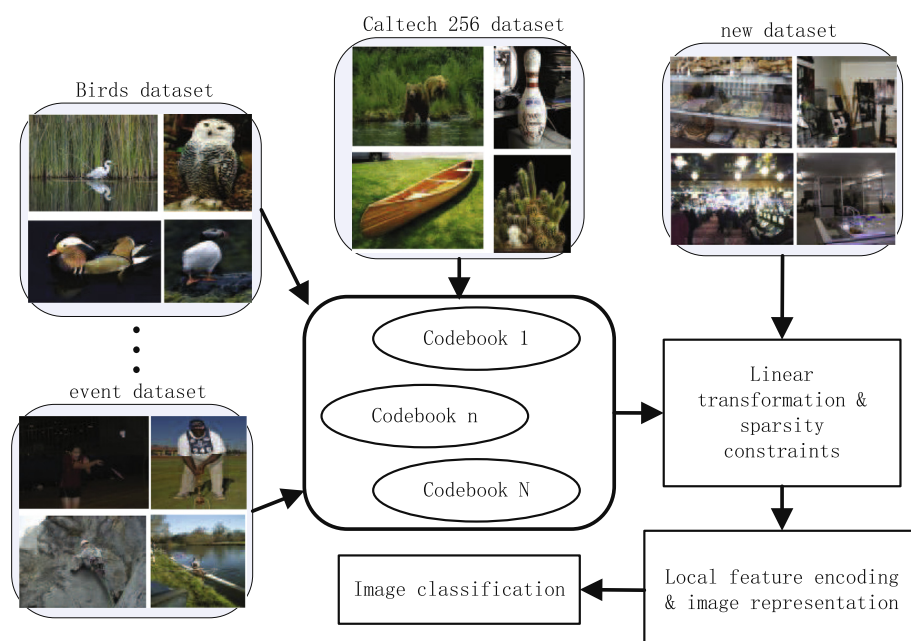 Caltech 256 dataset
new dataset
Birds dataset
event dataset
Codebook 1
Codebook n
Codebook N
Linear
transformation &
sparsity
constraints
Local feature encoding
& image representation
Image classification